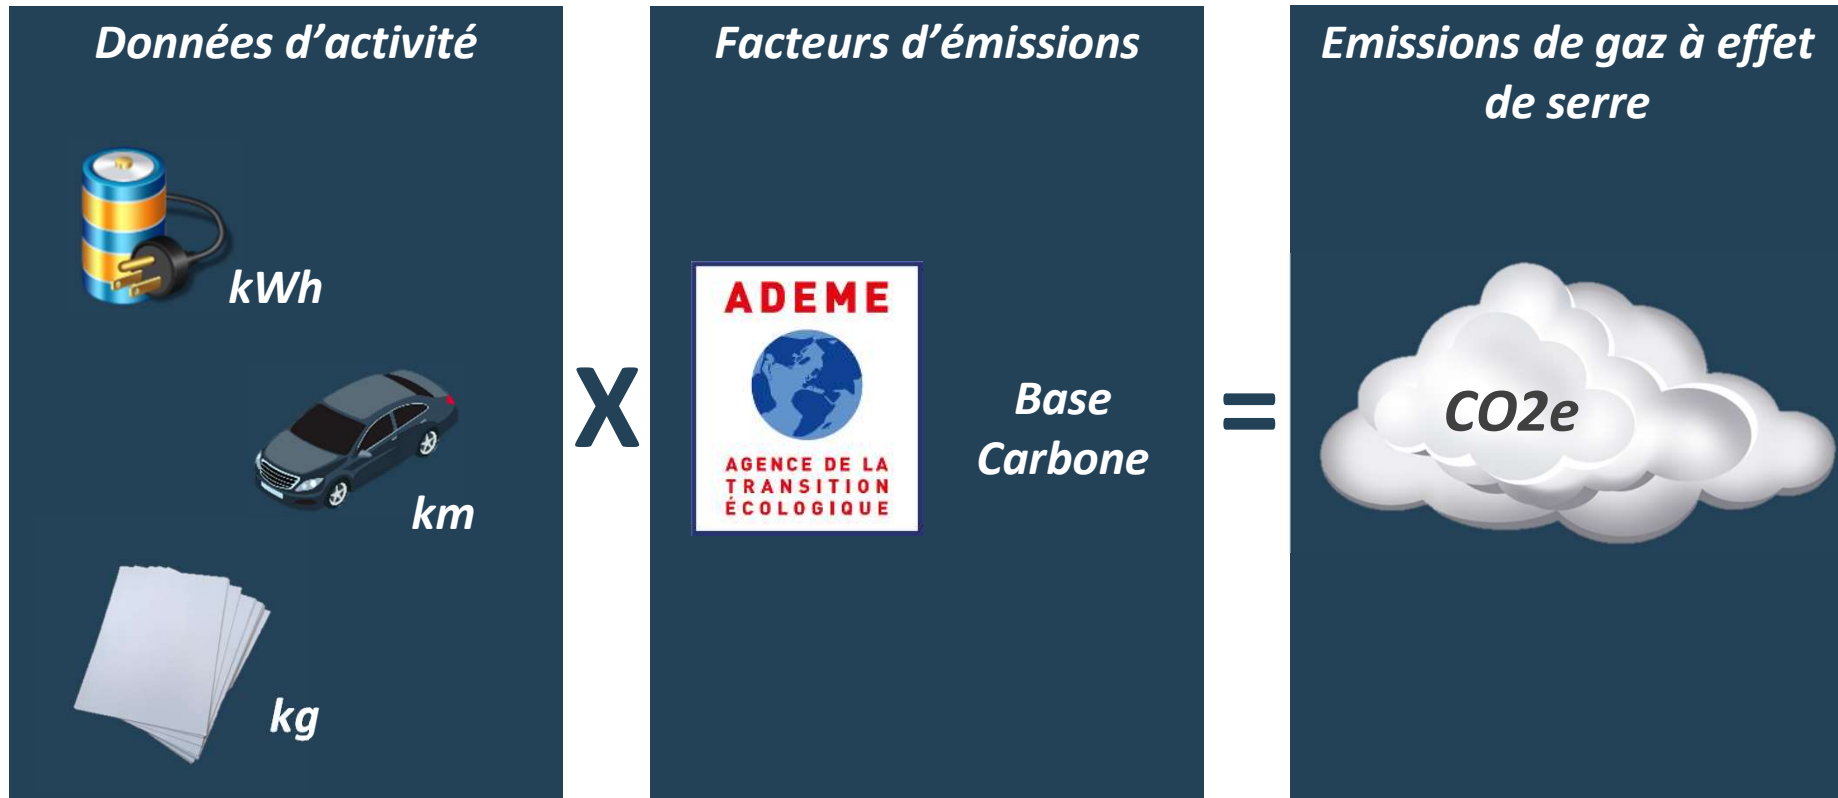 Données d’activité
kWh
km
kg
X
Facteurs d’émissions
ADEME
AGENCE DE LA
TRANSITION
ÉCOLOGIQUE
Base
Carbone
=
Emissions de gaz à effet
de serre
CO2e